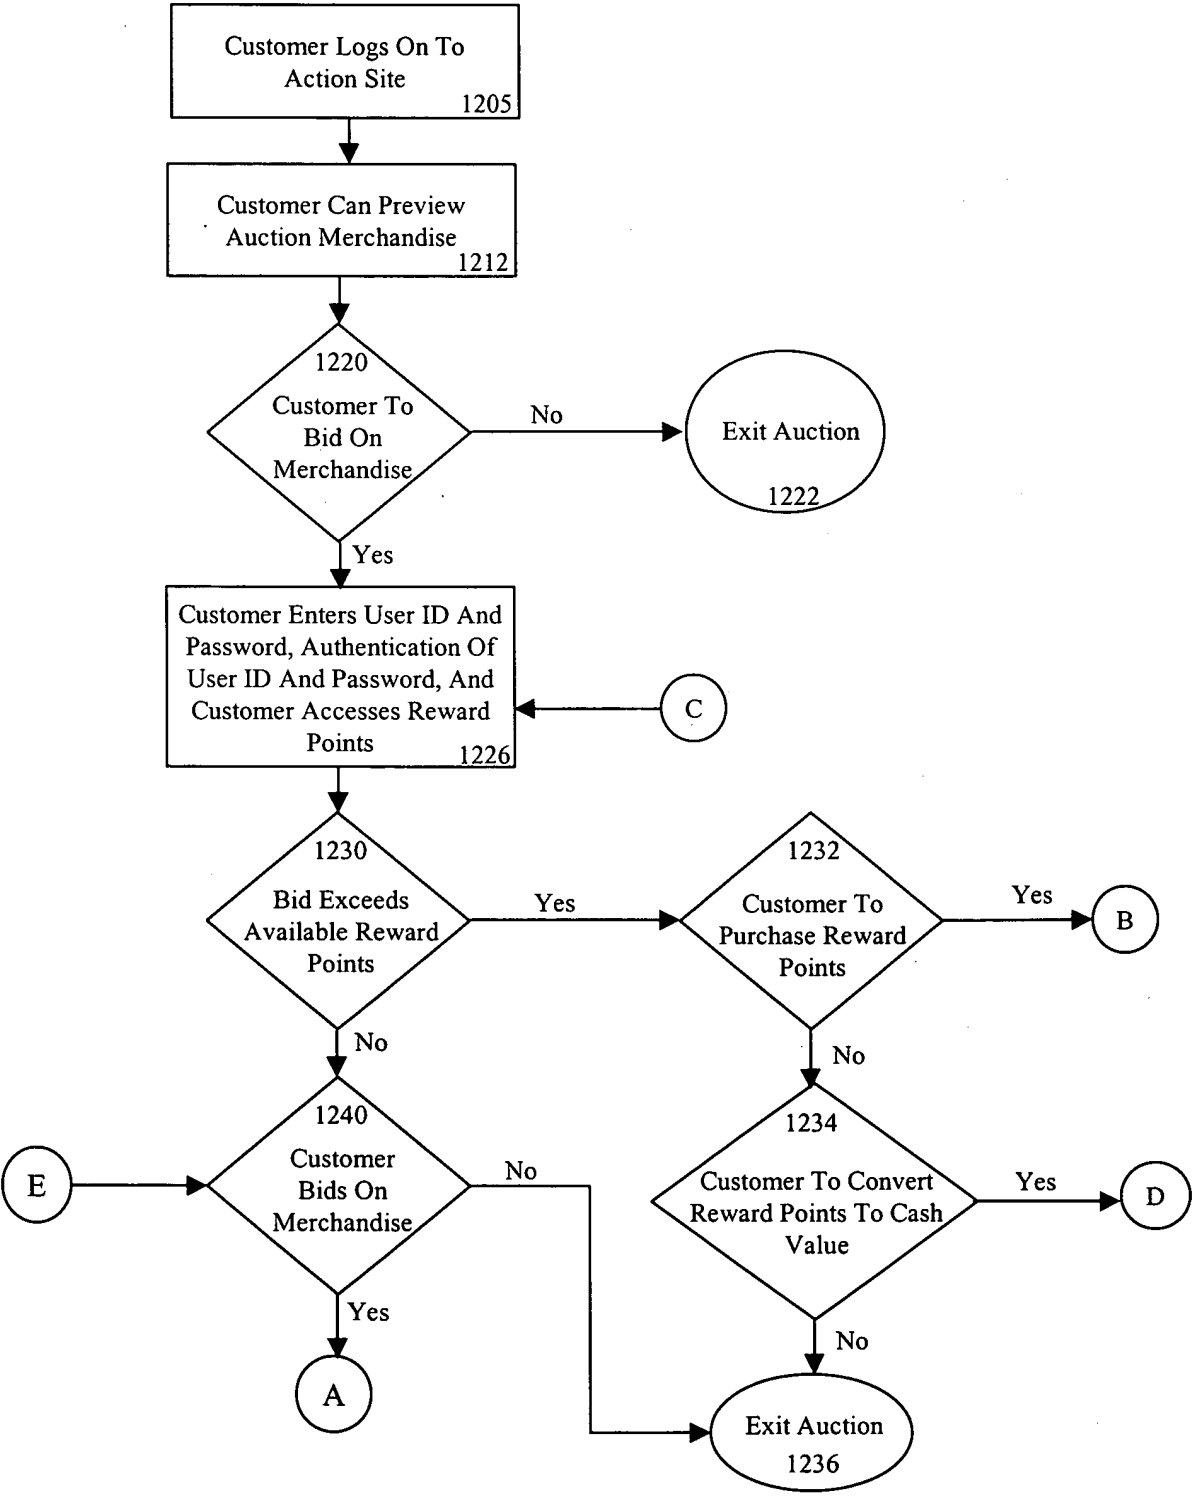 Customer Logs On To
Action Site
1205
Customer Can Preview
Auction Merchandise
1212
1220
Customer To
Bid On
Merchandise
No
Exit Auction
1222
Yes
Customer Enters User ID And
Password, Authentication Of
User ID And Password, And
Customer Accesses Reward
Points
1226
C
1230
Bid Exceeds
Available Reward
Points
Yes
1232
Customer To
Purchase Reward
Points
Yes
B
No
No
1240
Customer
Bids On
Merchandise
E
No
1234
Customer To Convert
Reward Points To Cash
Value
Yes
D
Yes
A
No
Exit Auction
1236